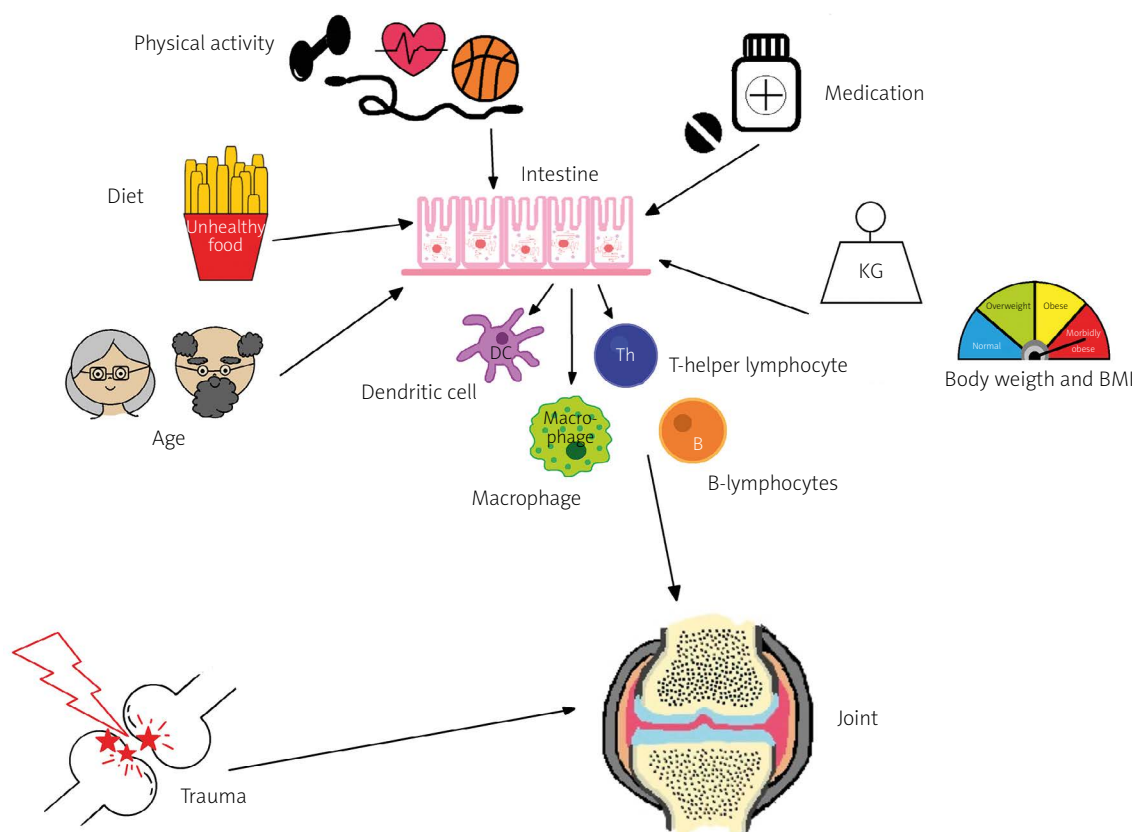 Physical activity
Medication
Intestine
Diet
Unhealthy
food
KG
Overweight
Obese
Normal
Morbidly
obese
DC
Th
T-helper lymphocyte
Body weigth and BMI
Dendritic cell
Age
Macro-
phage
B
Macrophage
B-lymphocytes
Joint
Trauma